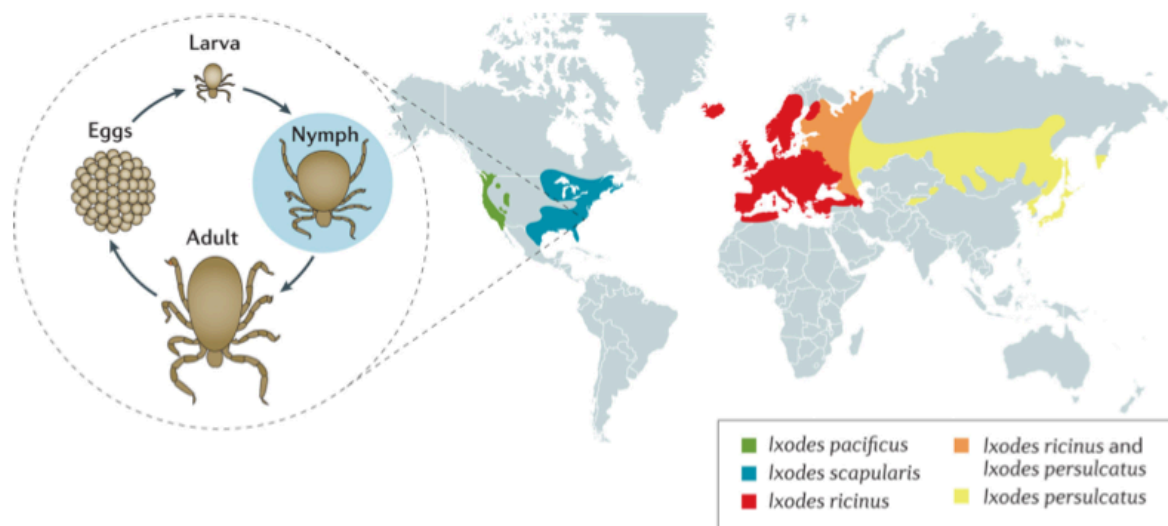 Larva
Eggs
Nymph
Adult
Ixodes pacificus
Ixodes scapularis
Ixodes ricinus
Ixodes ricinus and
Ixodes persulcatus
Ixodes persulcatus